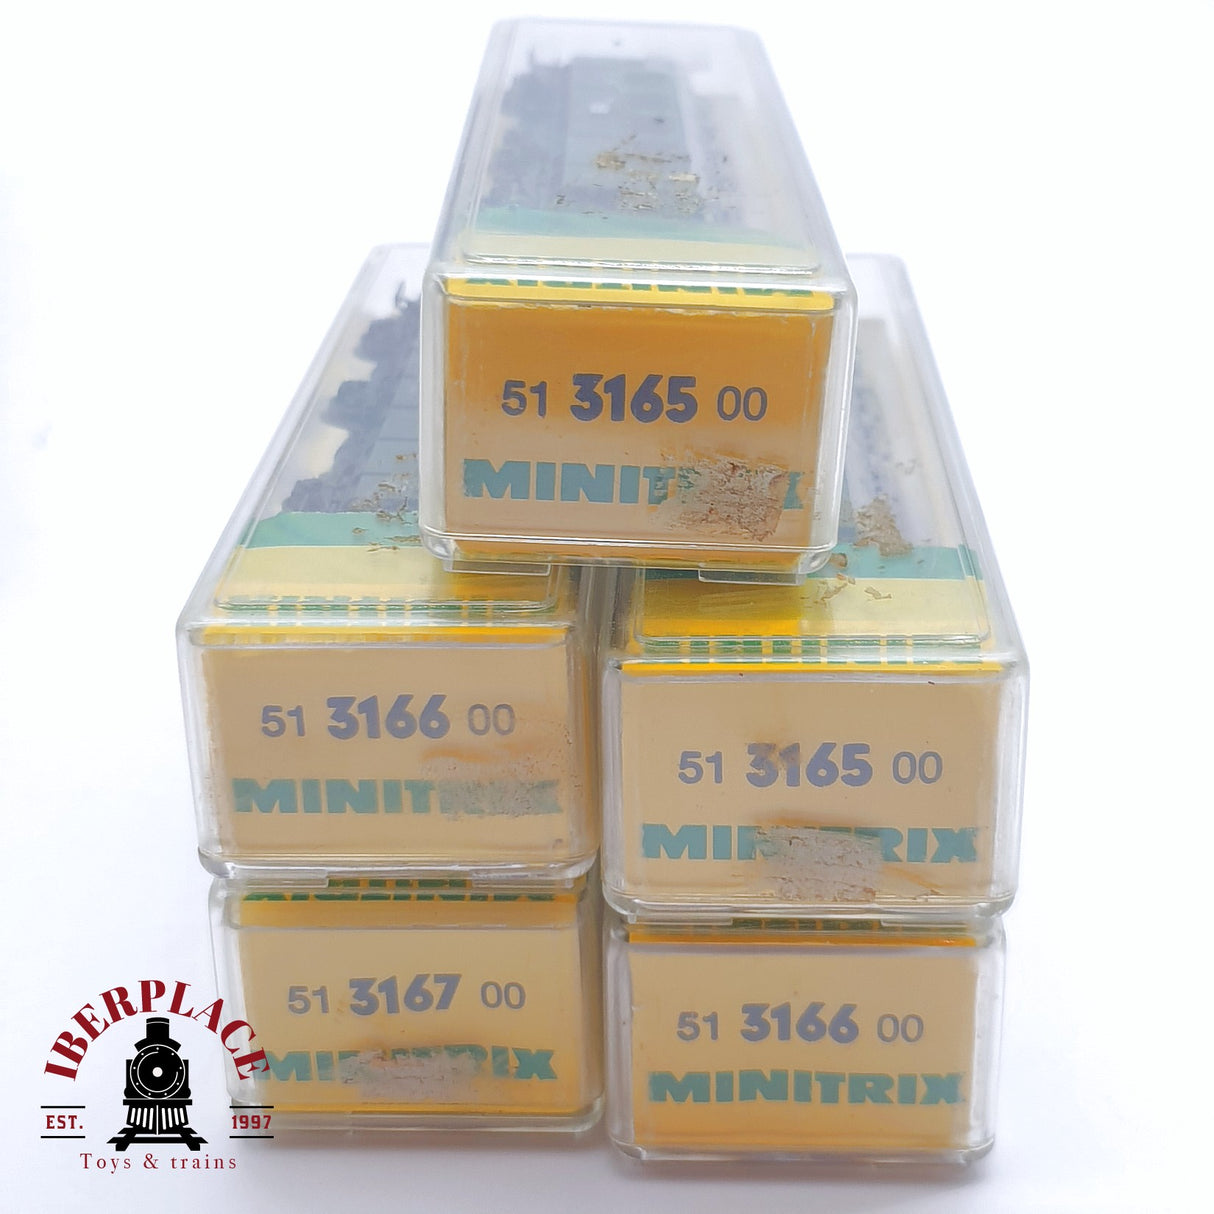 51 3165 00
MINITRIX
51 3166 00
MINITRIX
51 3165 00
MINITRIX
51 3167 00
MINITRIX
51 3166 00
MINITRIX
IBERPLACE
EST. 1997
Toys & trains